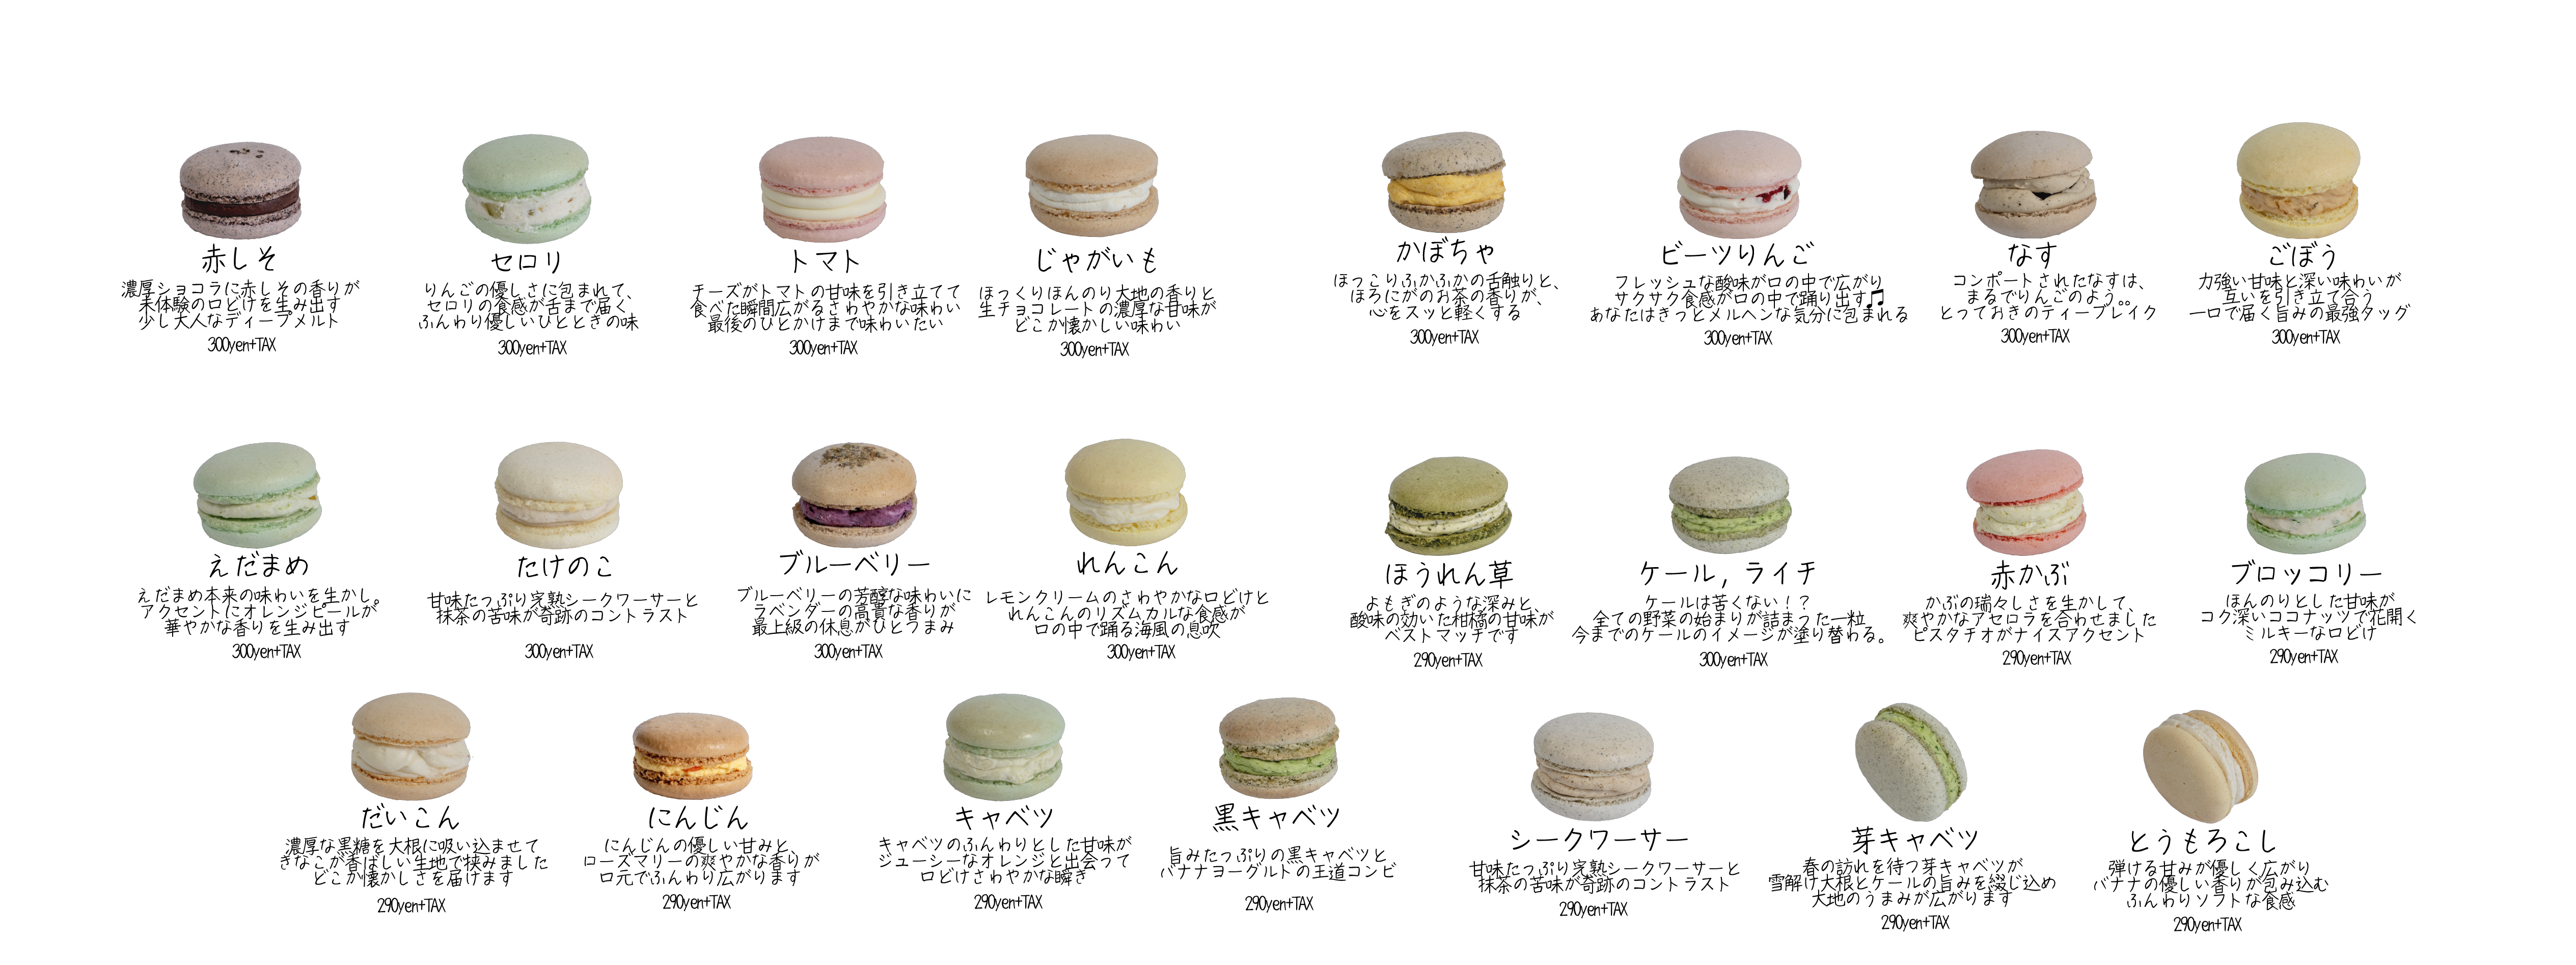 赤しそ
濃厚ショコラに赤しその香りが
未体験の口どけを生み出す
少し大人なディープメルト
300yen+TAX
セロリ
りんごの優しさに包まれて、
セロリの食感が舌まで届く
ふんわり優しいひとときの味
300yen+TAX
トマト
チーズがトマトの甘味を引き立てて
食べた瞬間広がるさわやかな味わい
最後のひとかけまで味わいたい
300yen+TAX
じゃがいも
ほっくりほんのり大地の香りと
生チョコレートの濃厚な甘味が
どこか懐かしい味わい
300yen+TAX
かぼちゃ
ほっこりふかふかの舌触りと、
ほろにがのお茶の香りが、
心をスッと軽くする
300yen+TAX
ビーツりんご
フレッシュな酸味が口の中で広がり
サクサク食感が口の中で踊り出す♫
あなたはきっとメルヘンな気分に包まれる
300yen+TAX
なす
コンポートされたなすは、
まるでりんごのよう。。
とっておきのティーブレイク
300yen+TAX
ごぼう
力強い甘味と深い味わいが
互いを引き立て合う
一口で届く旨みの最強タッグ
300yen+TAX
えだまめ
えだまめ本来の味わいを生かし。
アクセントにオレンジピールが
華やかな香りを生み出す
300yen+TAX
たけのこ
甘味たっぷり完熟シークワーサーと
抹茶の苦味が奇跡のコントラスト
300yen+TAX
ブルーベリー
ブルーベリーの芳醇な味わいに
ラベンダーの高貴な香りが
最上級の休息がひとつまみ
300yen+TAX
れんこん
レモンクリームのさわやかな口どけと
れんこんのリズムカルな食感が
口の中で踊る海風の息吹
300yen+TAX
ほうれん草
よもぎのような深みと、
酸味の効いた柑橘の甘味が
ベストマッチです
290yen+TAX
ケール, ライチ
ケールは苦くない！？
全ての野菜の始まりが詰まった一粒
今までのケールのイメージが塗り替わる。
300yen+TAX
赤かぶ
かぶの瑞々しさを生かして、
爽やかなアセロラを合わせました
ピスタチオがナイスアクセント
290yen+TAX
ブロッコリー
ほんのりとした甘味が
コク深いココナッツで花開く
ミルキーな口どけ
290yen+TAX
だいこん
濃厚な黒糖を大根に吸い込ませて
きなこが香ばしい生地で挟みました
どこか懐かしさを届けます
290yen+TAX
にんじん
にんじんの優しい甘みと、
ローズマリーの爽やかな香りが
口元でふんわり広がります
290yen+TAX
キャベツ
キャベツのふんわりとした甘味が
ジューシーなオレンジと出会って
口どけさわやかな瞬き
290yen+TAX
黒キャベツ
旨みたっぷりの黒キャベツと
バナナヨーグルトの王道コンビ
290yen+TAX
シークワーサー
甘味たっぷり完熟シークワーサーと
抹茶の苦味が奇跡のコントラスト
290yen+TAX
芽キャベツ
春の訪れを待つ芽キャベツが
雪解け大根とケールの旨みを綴じ込め
大地のうまみが広がります
290yen+TAX
とうもろこし
弾ける甘みが優しく広がり
バナナの優しい香りが包み込む
ふんわりソフトな食感
290yen+TAX